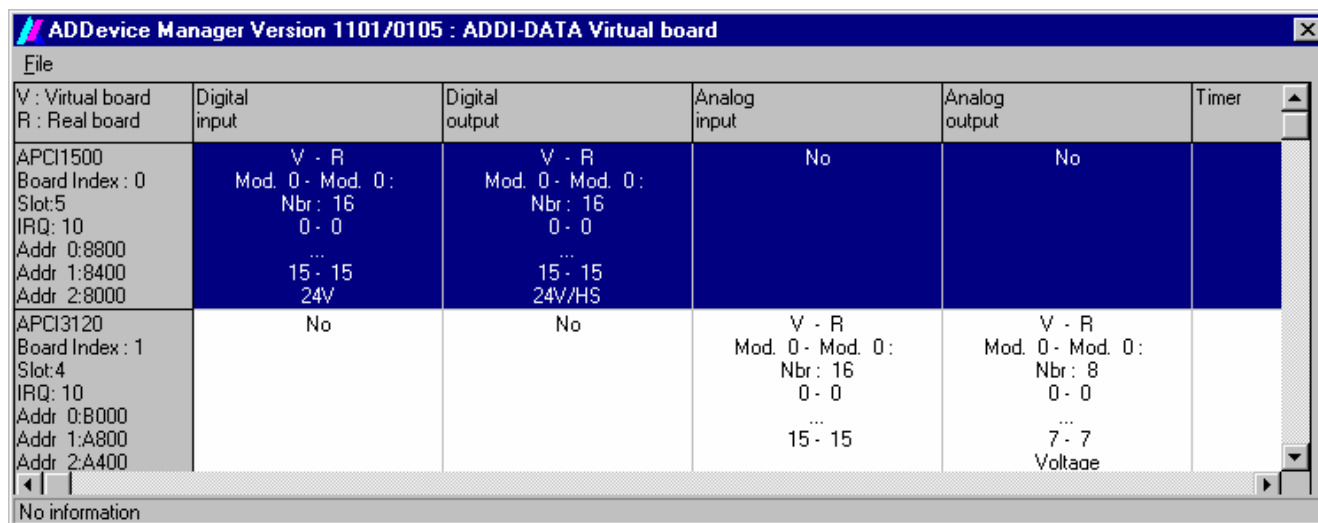 ADDevice Manager Version 1101/0105 : ADDI-DATA Virtual board
File
V : Virtual board
R : Real board
Digital
input
Digital
output
Analog
input
Analog
output
Timer
APCI1500
Board Index : 0
Slot:5
IRQ: 10
Addr 0:8800
Addr 1:8400
Addr 2:8000
V - R
Mod. 0 - Mod. 0 :
Nbr : 16
0 - 0
...
15 - 15
24V
V - R
Mod. 0 - Mod. 0 :
Nbr : 16
0 - 0
...
15 - 15
24V/HS
No
No
APCI3120
Board Index : 1
Slot:4
IRQ: 10
Addr 0:B000
Addr 1:A800
Addr 2:A400
No
No
V - R
Mod. 0 - Mod. 0 :
Nbr : 16
0 - 0
...
15 - 15
V - R
Mod. 0 - Mod. 0 :
Nbr : 8
0 - 0
...
7 - 7
Voltage
No information